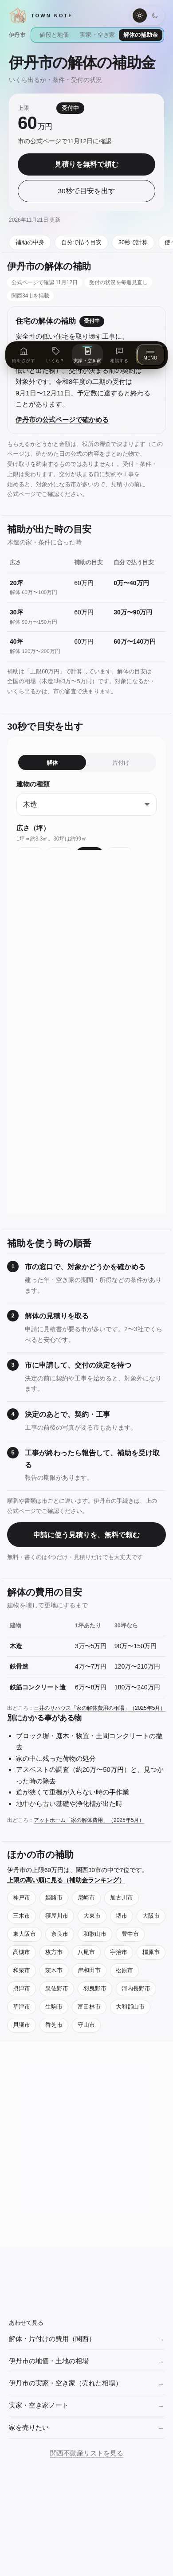 TOWN NOTE
伊丹市
値段と地価
実家・空き家
解体の補助金
伊丹市の解体の補助金
いくら出るか・条件・受付の状況
上限
受付中
60万円
市の公式ページで11月12日に確認
見積りを無料で頼む
30秒で目安を出す
2026年11月21日 更新
補助の中身
自分で払う目安
30秒で計算
伊丹市の解体の補助
公式ページで確認 11月12日
受付の状況を毎週見直し
関西34市を掲載
住宅の解体の補助
受付中
安全性の低い住宅を取り壊す工事に、
街をさがす
いくら？
実家・空き家
相談する
MENU
対象外です。令和8年度の二期の受付は
9月1日〜12月11日、予定数に達すると終わる
ことがあります。
伊丹市の公式ページで確かめる
もらえるかどうかと金額は、役所の審査で決まります（この
ページは、確かめた日の公式の内容をまとめた物で、
受け取りを約束するものではありません）。受付・条件・
上限は変わります。交付が決まる前に契約や工事を
始めると、対象外になる市が多いので、見積りの前に
公式ページでご確認ください。
補助が出た時の目安
木造の家・条件に合った時
広さ
補助の目安
自分で払う目安
20坪
解体 60万〜100万円
60万円
0万〜40万円
30坪
解体 90万〜150万円
60万円
30万〜90万円
40坪
解体 120万〜200万円
60万円
60万〜140万円
補助は「上限60万円」で計算しています。解体の目安は
全国の相場（木造1坪3万〜5万円）です。対象になるか・
いくら出るかは、市の審査で決まります。
30秒で目安を出す
解体
片付け
建物の種類
木造
広さ（坪）
1坪＝約3.3㎡。30坪は約99㎡
補助を使う時の順番
1
市の窓口で、対象かどうかを確かめる
建った年・空き家の期間・所得などの条件があり
ます。
2
解体の見積りを取る
申請に見積書が要る市が多いです。2〜3社でくら
べると安心です。
3
市に申請して、交付の決定を待つ
決定の前に契約や工事を始めると、対象外になり
ます。
4
決定のあとで、契約・工事
工事の前後の写真が要る市もあります。
5
工事が終わったら報告して、補助を受け取
る
報告の期限があります。
順番や書類は市ごとに違います。伊丹市の手続きは、上の
公式ページでご確認ください。
申請に使う見積りを、無料で頼む
無料・書くのは4つだけ・見積りだけでも大丈夫です
解体の費用の目安
建物を壊して更地にするまで
建物
1坪あたり
30坪なら
木造
3万〜5万円
90万〜150万円
鉄骨造
4万〜7万円
120万〜210万円
鉄筋コンクリート造
6万〜8万円
180万〜240万円
出どころ：三井のリハウス「家の解体費用の相場」（2025年5月）
別にかかる事がある物
ブロック塀・庭木・物置・土間コンクリートの撤
去
家の中に残った荷物の処分
アスベストの調査（約20万〜50万円）と、見つかっ
た時の除去
道が狭くて重機が入らない時の手作業
地中から古い基礎や浄化槽が出た時
出どころ：アットホーム「家の解体費用」（2025年5月）
ほかの市の補助
伊丹市の上限60万円は、関西30市の中で7位です。
上限の高い順に見る（補助金ランキング）
神戸市
姫路市
尼崎市
加古川市
三木市
寝屋川市
大東市
堺市
大阪市
東大阪市
奈良市
和歌山市
豊中市
高槻市
枚方市
八尾市
宇治市
橿原市
和泉市
茨木市
岸和田市
松原市
摂津市
泉佐野市
羽曳野市
河内長野市
草津市
生駒市
富田林市
大和郡山市
貝塚市
香芝市
守山市
あわせて見る
解体・片付けの費用（関西）
→
伊丹市の地価・土地の相場
→
伊丹市の実家・空き家（売れた相場）
→
実家・空き家ノート
→
家を売りたい
→
関西不動産リストを見る